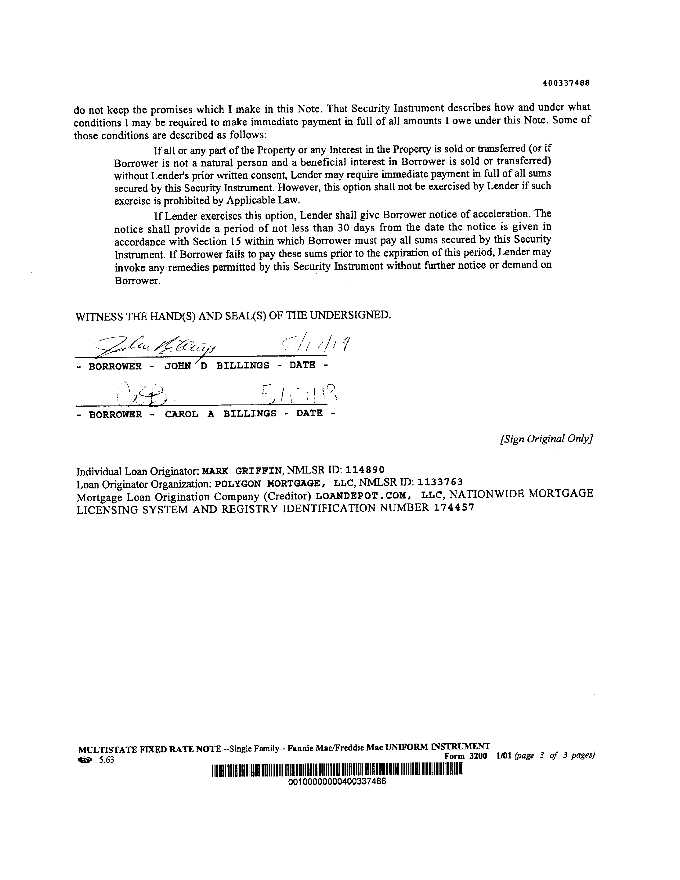 400337488
do not keep the promises which I make in this Note. That Security Instrument describes how and under what
conditions I may be required to make immediate payment in full of all amounts I owe under this Note. Some of
those conditions are described as follows:
If all or any part of the Property or any Interest in the Property is sold or transferred (or if
Borrower is not a natural person and a beneficial interest in Borrower is sold or transferred)
without Lender's prior written consent, Lender may require immediate payment in full of all sums
secured by this Security Instrument. However, this option shall not be exercised by Lender if such
exercise is prohibited by Applicable Law.
If Lender exercises this option, Lender shall give Borrower notice of acceleration. The
notice shall provide a period of not less than 30 days from the date the notice is given in
accordance with Section 15 within which Borrower must pay all sums secured by this Security
Instrument. If Borrower fails to pay these sums prior to the expiration of this period, Lender may
invoke any remedies permitted by this Security Instrument without further notice or demand on
Borrower.
WITNESS THE HAND(S) AND SEAL(S) OF THE UNDERSIGNED.
- BORROWER - JOHN D BILLINGS - DATE -
- BORROWER - CAROL A BILLINGS - DATE -
[Sign Original Only]
Individual Loan Originator: MARK GRIFFIN, NMLSR ID: 114890
Loan Originator Organization: POLYGON MORTGAGE, LLC, NMLSR ID: 1133763
Mortgage Loan Origination Company (Creditor) LOANDEPOT.COM, LLC, NATIONWIDE MORTGAGE
LICENSING SYSTEM AND REGISTRY IDENTIFICATION NUMBER 174457
MULTISTATE FIXED RATE NOTE --Single Family - Fannie Mae/Freddie Mac UNIFORM INSTRUMENT
5.63 Form 3200 1/01 (page 3 of 3 pages)
00100000000400337488